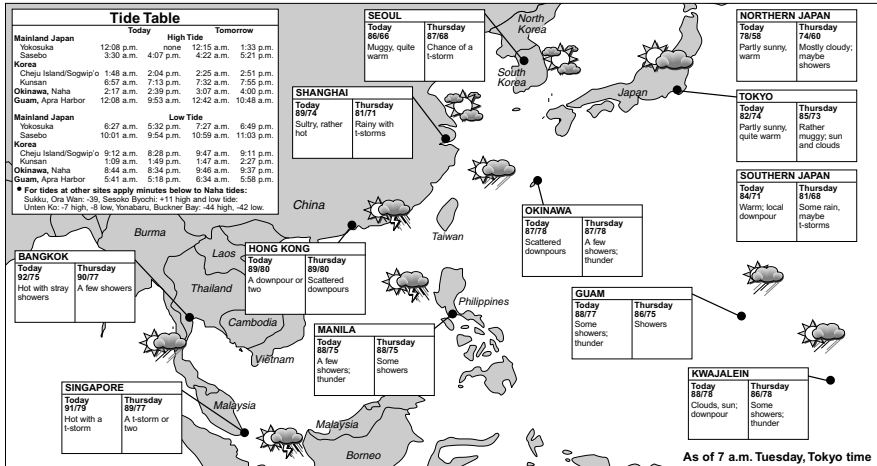 Tide Table
Today Tomorrow
Mainland Japan High Tide
Yokosuka 12:08 p.m. none 12:15 a.m. 1:33 p.m.
Sasebo 3:30 a.m. 4:07 p.m. 4:22 a.m. 5:21 p.m.
Korea
Cheju Island/Sogwip'o 1:48 a.m. 2:04 p.m. 2:25 a.m. 2:51 p.m.
Kunsan 6:57 a.m. 7:13 p.m. 7:32 a.m. 7:55 p.m.
Okinawa, Naha 2:17 a.m. 2:39 p.m. 3:07 a.m. 4:00 p.m.
Guam, Apra Harbor 12:08 a.m. 9:53 a.m. 12:42 a.m. 10:48 a.m.
Mainland Japan Low Tide
Yokosuka 6:27 a.m. 5:32 p.m. 7:27 a.m. 6:49 p.m.
Sasebo 10:01 a.m. 9:54 p.m. 10:59 a.m. 11:03 p.m.
Korea
Cheju Island/Sogwip'o 9:12 a.m. 8:28 p.m. 9:47 a.m. 9:11 p.m.
Kunsan 1:09 a.m. 1:49 p.m. 1:47 a.m. 2:27 p.m.
Okinawa, Naha 8:44 a.m. 8:34 p.m. 9:46 a.m. 9:37 p.m.
Guam, Apra Harbor 5:41 a.m. 5:18 p.m. 6:34 a.m. 5:58 p.m.
• For tides at other sites apply minutes below to Naha tides:
Sukku, Ora Wan: -39, Sesoko Byochi: +11 high and low tide:
Unten Ko: -7 high, -8 low, Yonabaru, Buckner Bay: -44 high, -42 low.
SEOUL
Today Thursday
86/66 87/68
Muggy, quite Chance of a
warm t-storm
North
Korea
South
Korea
Japan
NORTHERN JAPAN
Today Thursday
78/58 74/60
Partly sunny, Mostly cloudy;
warm maybe
showers
SHANGHAI
Today Thursday
89/74 81/71
Sultry, rather Rainy with
hot t-storms
TOKYO
Today Thursday
82/74 85/73
Partly sunny, Rather
quite warm muggy; sun
and clouds
SOUTHERN JAPAN
Today Thursday
84/71 81/68
Warm; local Some rain,
downpour maybe
t-storms
China
Taiwan
OKINAWA
Today Thursday
87/78 87/78
Scattered A few
downpours showers;
thunder
Burma
Laos
Thailand
Cambodia
Vietnam
BANGKOK
Today Thursday
92/75 90/77
Hot with stray A few showers
showers
HONG KONG
Today Thursday
89/80 89/80
A downpour or Scattered
two downpours
Philippines
MANILA
Today Thursday
88/75 88/75
A few Some
showers; showers
thunder
GUAM
Today Thursday
88/77 86/75
Some Showers
showers;
thunder
SINGAPORE
Today Thursday
91/79 89/77
Hot with a A t-storm or
t-storm two
Malaysia
Malaysia
Borneo
KWAJALEIN
Today Thursday
88/78 86/78
Clouds, sun; Some
downpour showers;
thunder
As of 7 a.m. Tuesday, Tokyo time